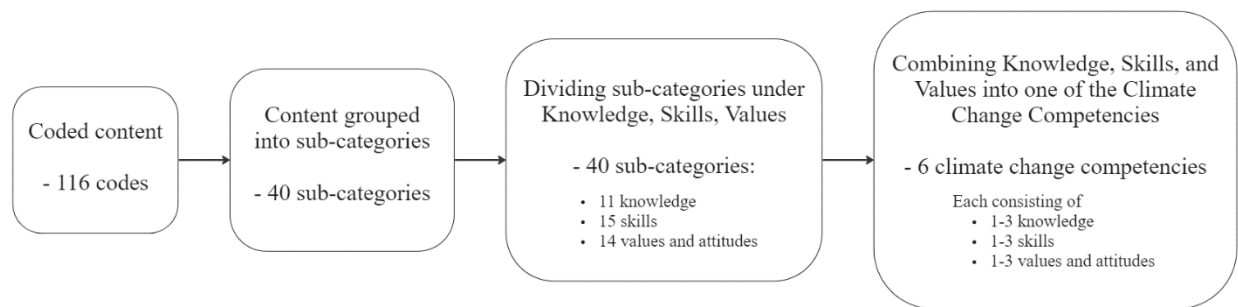 Coded content
- 116 codes
Content grouped
into sub-categories
- 40 sub-categories
Dividing sub-categories under
Knowledge, Skills, Values
- 40 sub-categories:
• 11 knowledge
• 15 skills
• 14 values and attitudes
Combining Knowledge, Skills, and
Values into one of the Climate
Change Competencies
- 6 climate change competencies
Each consisting of
• 1-3 knowledge
• 1-3 skills
• 1-3 values and attitudes